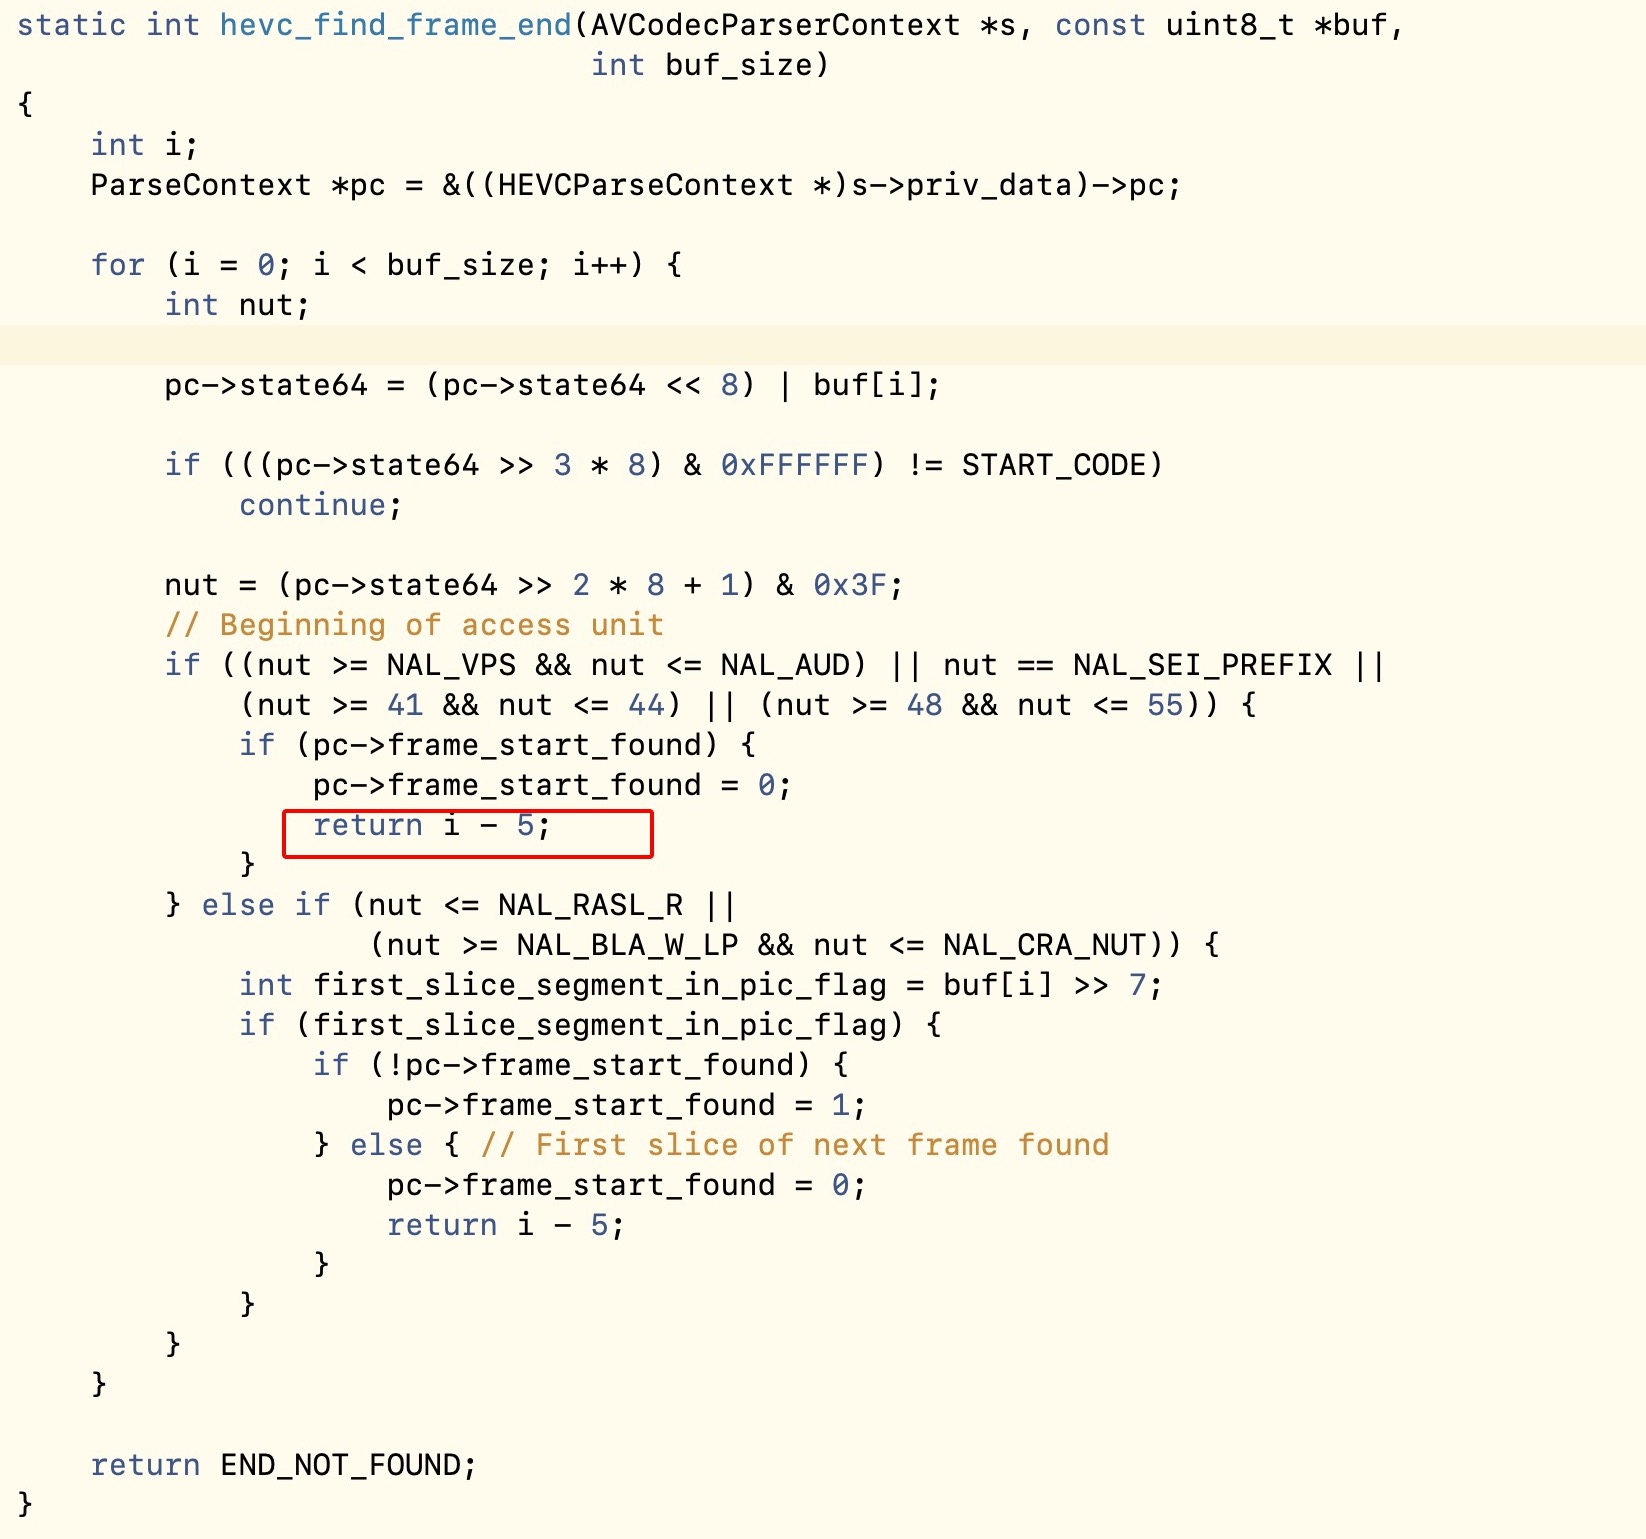 static int hevc_find_frame_end(AVCodecParserContext *s, const uint8_t *buf,
                               int buf_size)
{
    int i;
    ParseContext *pc = &((HEVCParseContext *)s->priv_data)->pc;

    for (i = 0; i < buf_size; i++) {
        int nut;

        pc->state64 = (pc->state64 << 8) | buf[i];

        if (((pc->state64 >> 3 * 8) & 0xFFFFFF) != START_CODE)
            continue;

        nut = (pc->state64 >> 2 * 8 + 1) & 0x3F;
        // Beginning of access unit
        if ((nut >= NAL_VPS && nut <= NAL_AUD) || nut == NAL_SEI_PREFIX ||
            (nut >= 41 && nut <= 44) || (nut >= 48 && nut <= 55)) {
            if (pc->frame_start_found) {
                pc->frame_start_found = 0;
                return i - 5;
            }
        } else if (nut <= NAL_RASL_R ||
                   (nut >= NAL_BLA_W_LP && nut <= NAL_CRA_NUT)) {
            int first_slice_segment_in_pic_flag = buf[i] >> 7;
            if (first_slice_segment_in_pic_flag) {
                if (!pc->frame_start_found) {
                    pc->frame_start_found = 1;
                } else { // First slice of next frame found
                    pc->frame_start_found = 0;
                    return i - 5;
                }
            }
        }
    }

    return END_NOT_FOUND;
}